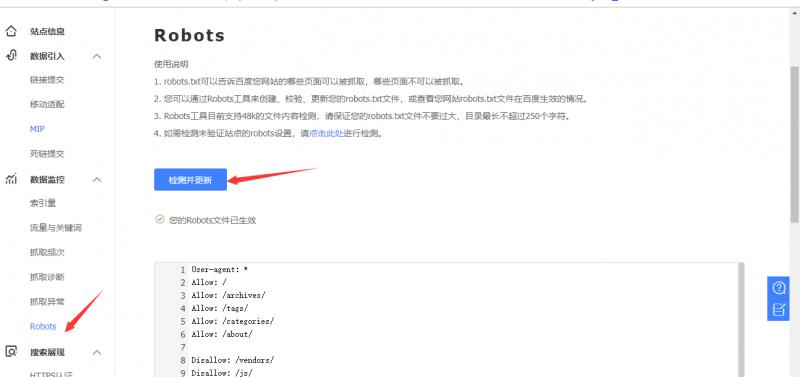 站点信息
数据引入
链接提交
移动适配
MIP
死链提交
数据监控
索引量
流量与关键词
抓取频次
抓取诊断
抓取异常
Robots
搜索展现
HTTPS认证
Robots
使用说明
1. robots.txt可以告诉百度您网站的哪些页面可以被抓取，哪些页面不可以被抓取。
2. 您可以通过Robots工具来创建、校验、更新您的robots.txt文件，或查看您网站robots.txt文件在百度生效的情况。
3. Robots工具目前支持48k的文件内容检测，请保证您的robots.txt文件不要过大，目录最长不超过250个字符。
4. 如需检测未验证站点的robots设置，请点击此处进行检测。
检测并更新
您的Robots文件已生效
1 User-agent: *
2 Allow: /
3 Allow: /archives/
4 Allow: /tags/
5 Allow: /categories/
6 Allow: /about/
7
8 Disallow: /vendors/
9 Disallow: /js/